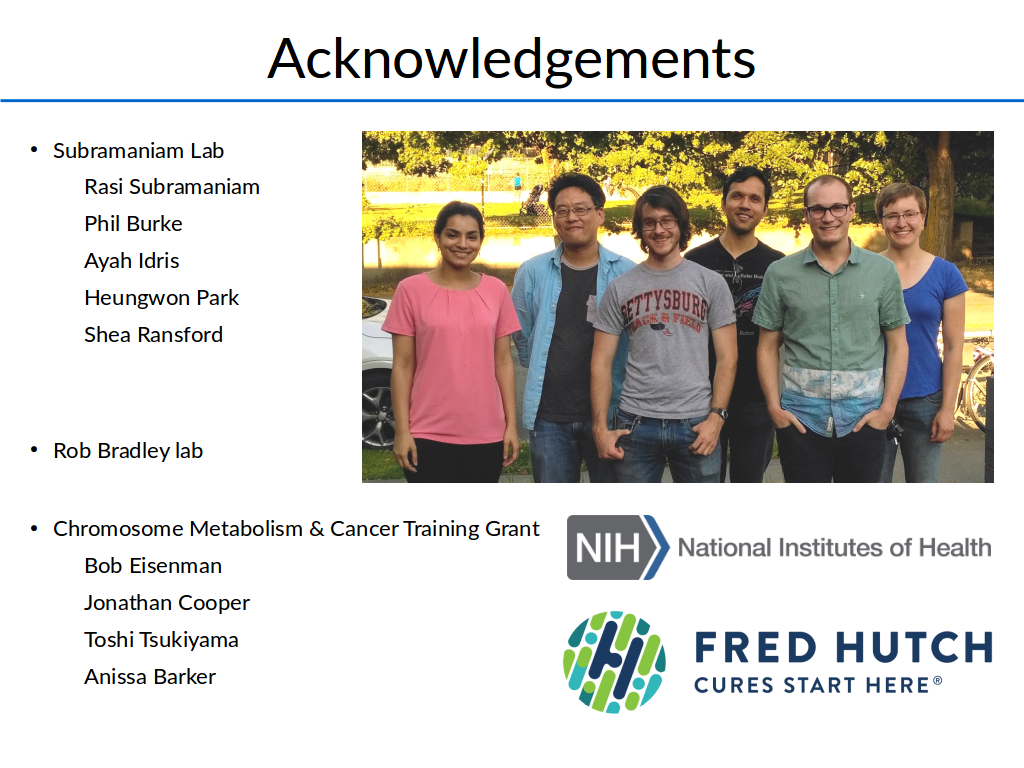 Acknowledgements
• Subramaniam Lab
Rasi Subramaniam
Phil Burke
Ayah Idris
Heungwon Park
Shea Ransford
• Rob Bradley lab
• Chromosome Metabolism & Cancer Training Grant
Bob Eisenman
Jonathan Cooper
Toshi Tsukiyama
Anissa Barker
GETTYSBURG
TRACK & FIELD
NIH National Institutes of Health
FRED HUTCH
CURES START HERE®